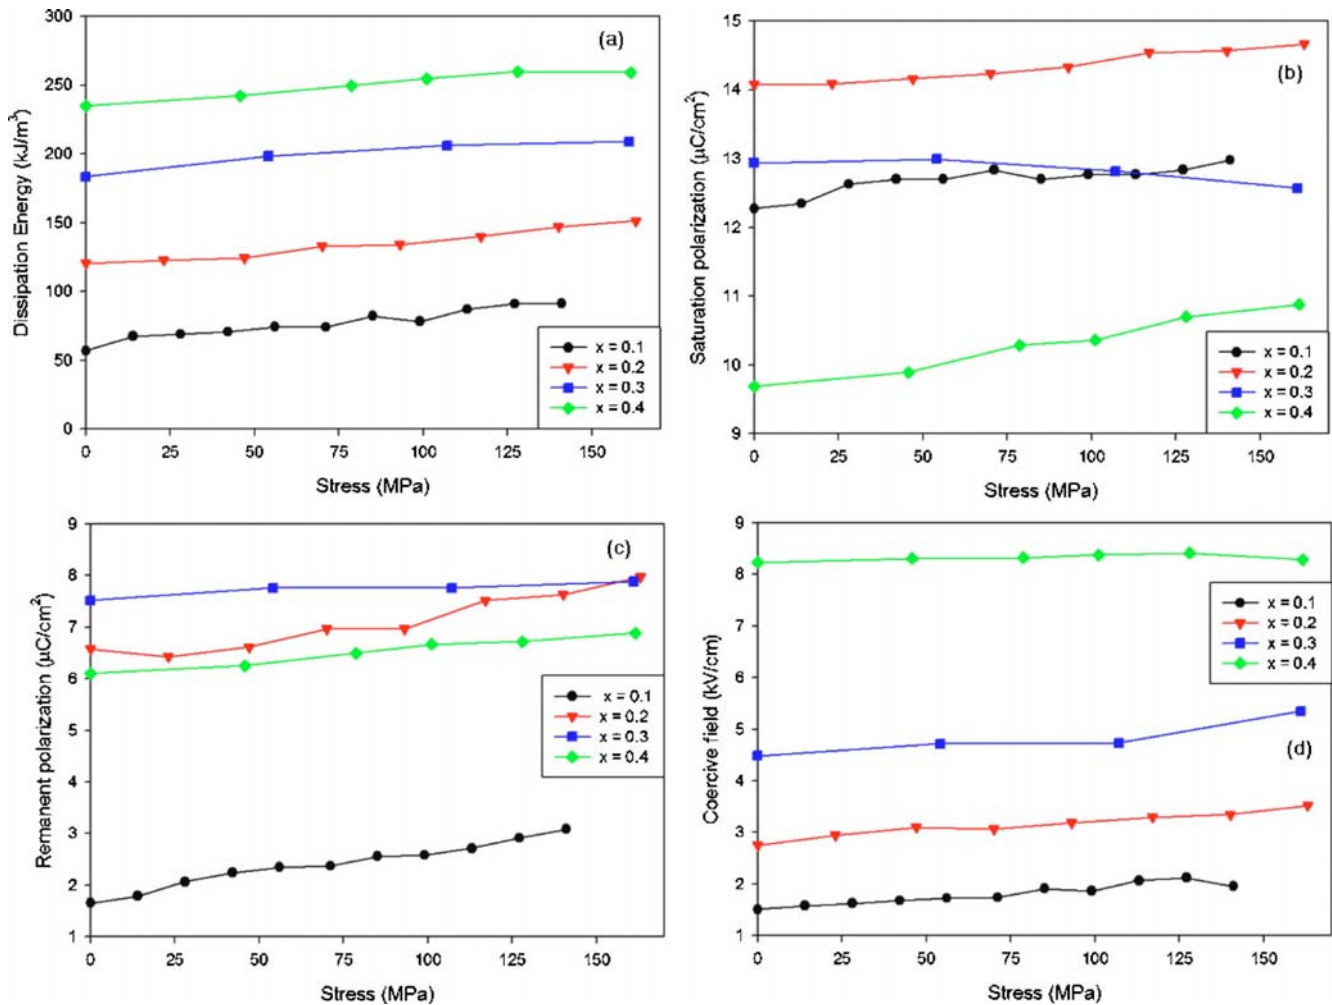 300
250
200
150
100
50
0
Dissipation Energy (kJ/m³)
(a)
x = 0.1
x = 0.2
x = 0.3
x = 0.4
0 25 50 75 100 125 150
Stress (MPa)
15
14
13
12
11
10
9
Saturation polarization (µC/cm²)
(b)
x = 0.1
x = 0.2
x = 0.3
x = 0.4
0 25 50 75 100 125 150
Stress (MPa)
9
8
7
6
5
4
3
2
1
Remanent polarization (µC/cm²)
(c)
x = 0.1
x = 0.2
x = 0.3
x = 0.4
0 25 50 75 100 125 150
Stress (MPa)
9
8
7
6
5
4
3
2
1
Coercive field (kV/cm)
x = 0.1
x = 0.2
x = 0.3
x = 0.4
(d)
0 25 50 75 100 125 150
Stress (MPa)